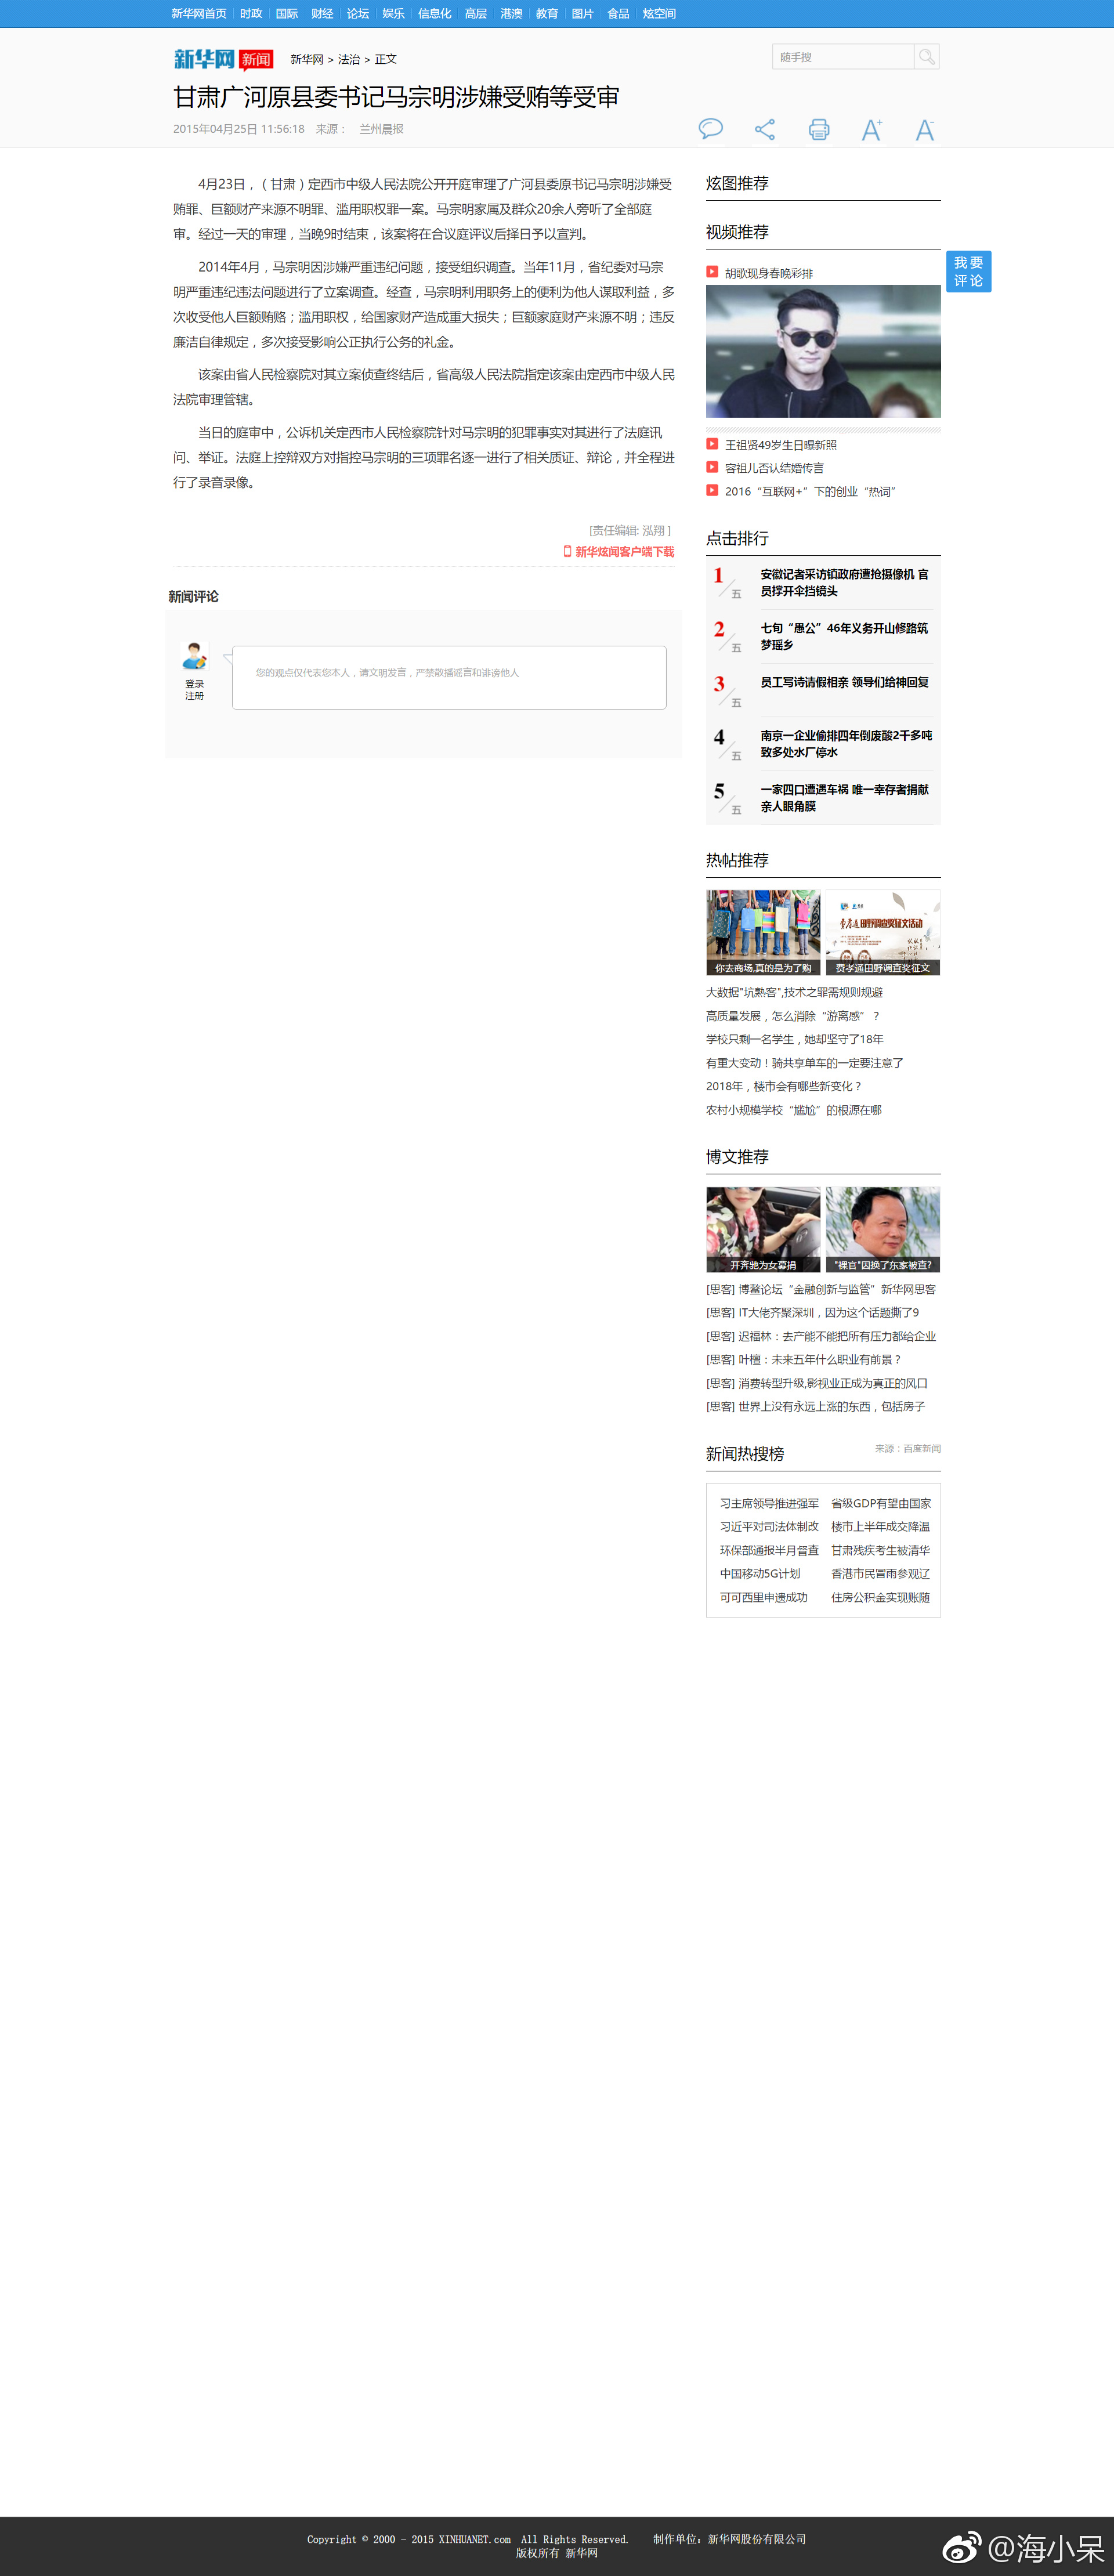 新华网首页 时政 国际 财经 论坛 娱乐 信息化 高层 港澳 教育 图片 食品 炫空间
新华网 新闻 新华网 > 法治 > 正文
随手搜
甘肃广河原县委书记马宗明涉嫌受贿等受审
2015年04月25日 11:56:18 来源： 兰州晨报
A+ A-
4月23日，（甘肃）定西市中级人民法院公开开庭审理了广河县委原书记马宗明涉嫌受
贿罪、巨额财产来源不明罪、滥用职权罪一案。马宗明家属及群众20余人旁听了全部庭
审。经过一天的审理，当晚9时结束，该案将在合议庭评议后择日予以宣判。
2014年4月，马宗明因涉嫌严重违纪问题，接受组织调查。当年11月，省纪委对马宗
明严重违纪违法问题进行了立案调查。经查，马宗明利用职务上的便利为他人谋取利益，多
次收受他人巨额贿赂；滥用职权，给国家财产造成重大损失；巨额家庭财产来源不明；违反
廉洁自律规定，多次接受影响公正执行公务的礼金。
该案由省人民检察院对其立案侦查终结后，省高级人民法院指定该案由定西市中级人民
法院审理管辖。
当日的庭审中，公诉机关定西市人民检察院针对马宗明的犯罪事实对其进行了法庭讯
问、举证。法庭上控辩双方对指控马宗明的三项罪名逐一进行了相关质证、辩论，并全程进
行了录音录像。
[责任编辑: 泓翔 ]
新华炫闻客户端下载
新闻评论
登录
注册
您的观点仅代表您本人，请文明发言，严禁散播谣言和诽谤他人
炫图推荐
视频推荐
我要
评论
胡歌现身春晚彩排
王祖贤49岁生日曝新照
容祖儿否认结婚传言
2016“互联网+”下的创业“热词”
点击排行
1/五 安徽记者采访镇政府遭抢摄像机 官
员撑开伞挡镜头
2/五 七旬“愚公”46年义务开山修路筑
梦瑶乡
3/五 员工写诗请假相亲 领导们给神回复
4/五 南京一企业偷排四年倒废酸2千多吨
致多处水厂停水
5/五 一家四口遭遇车祸 唯一幸存者捐献
亲人眼角膜
热帖推荐
田野调查奖征文活动
你去商场,真的是为了购 费孝通田野调查奖征文
大数据"坑熟客",技术之罪需规则规避
高质量发展，怎么消除“游离感”？
学校只剩一名学生，她却坚守了18年
有重大变动！骑共享单车的一定要注意了
2018年，楼市会有哪些新变化？
农村小规模学校“尴尬”的根源在哪
博文推荐
开奔驰为女募捐 "裸官"因换了东家被查?
[思客] 博鳌论坛“金融创新与监管”新华网思客
[思客] IT大佬齐聚深圳，因为这个话题撕了9
[思客] 迟福林：去产能不能把所有压力都给企业
[思客] 叶檀：未来五年什么职业有前景？
[思客] 消费转型升级,影视业正成为真正的风口
[思客] 世界上没有永远上涨的东西，包括房子
新闻热搜榜 来源：百度新闻
习主席领导推进强军 省级GDP有望由国家
习近平对司法体制改 楼市上半年成交降温
环保部通报半月督查 甘肃残疾考生被清华
中国移动5G计划 香港市民冒雨参观辽
可可西里申遗成功 住房公积金实现账随
Copyright © 2000 - 2015 XINHUANET.com All Rights Reserved. 制作单位：新华网股份有限公司
版权所有 新华网
@海小呆